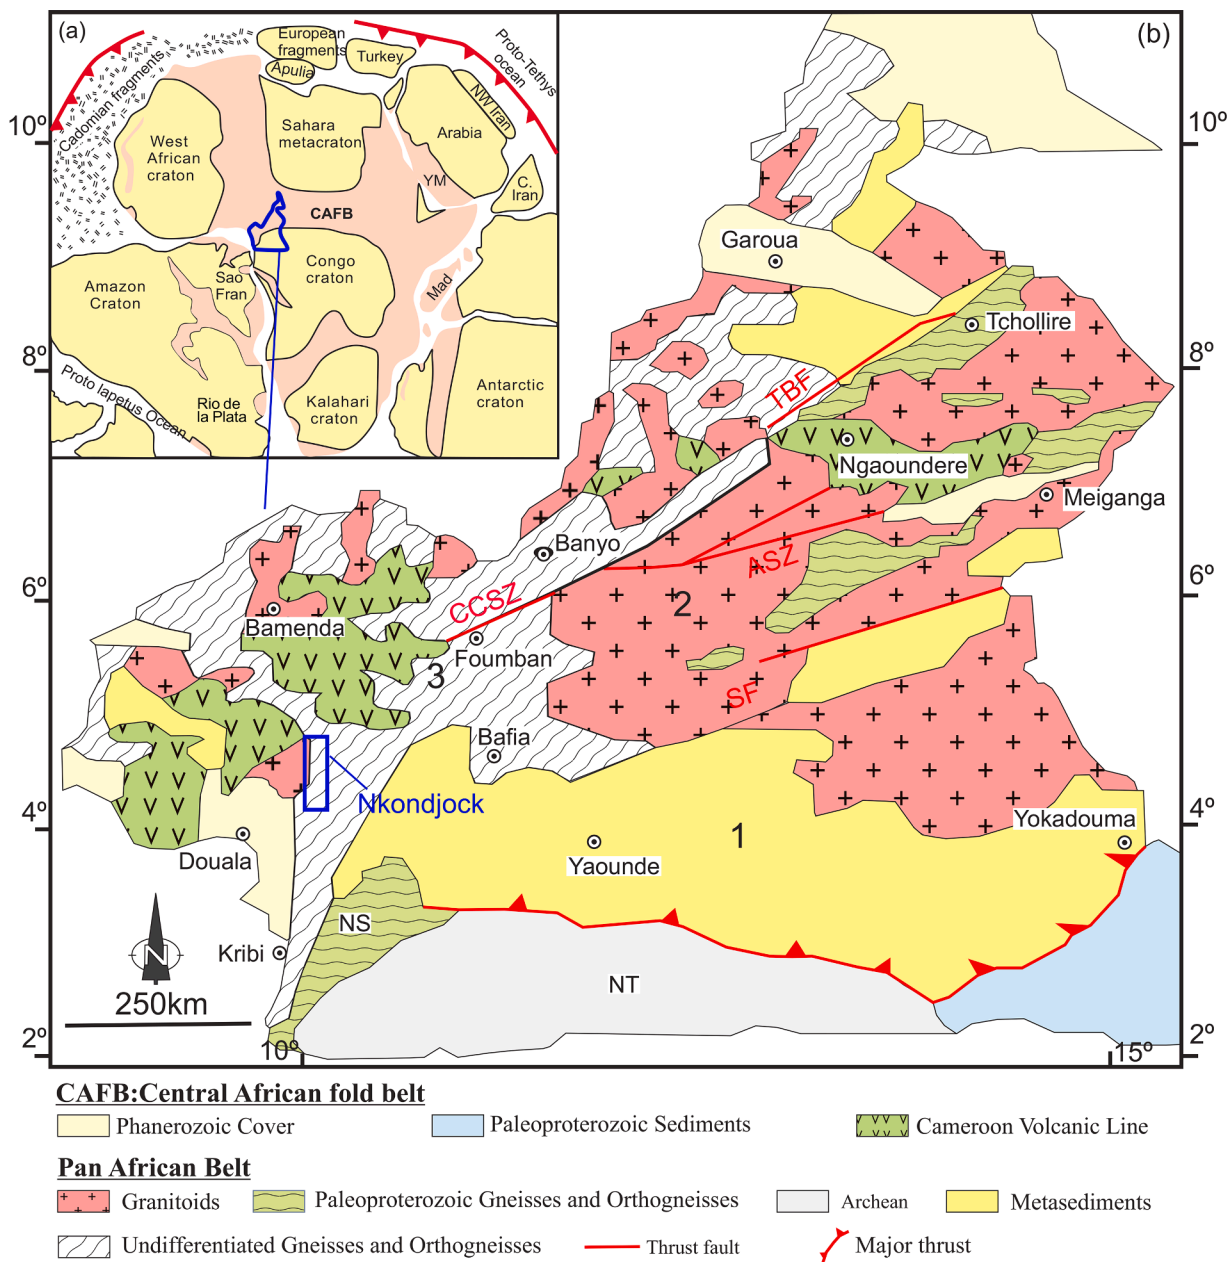 (a)
(b)
European
fragments
Apulia
Turkey
Proto-Tethys
ocean
Cadomian fragments
NW Iran
West
African
craton
Sahara
metacraton
Arabia
YM
C.
Iran
CAFB
Amazon
Craton
Sao
Fran
Congo
craton
Mad
Proto Iapetus Ocean
Rio de
la Plata
Kalahari
craton
Antarctic
craton
10º
10º
8º
8º
6º
6º
4º
4º
2º
2º
10º
15º
Garoua
Tchollire
TBF
Ngaoundere
Meiganga
Banyo
ASZ
CCSZ
2
Bamenda
Foumban
3
SF
Bafia
Nkondjock
Yokadouma
1
Douala
Yaounde
NS
Kribi
N
NT
250km
CAFB:Central African fold belt
Phanerozoic Cover
Paleoproterozoic Sediments
Cameroon Volcanic Line
Pan African Belt
Granitoids
Paleoproterozoic Gneisses and Orthogneisses
Archean
Metasediments
Undifferentiated Gneisses and Orthogneisses
Thrust fault
Major thrust